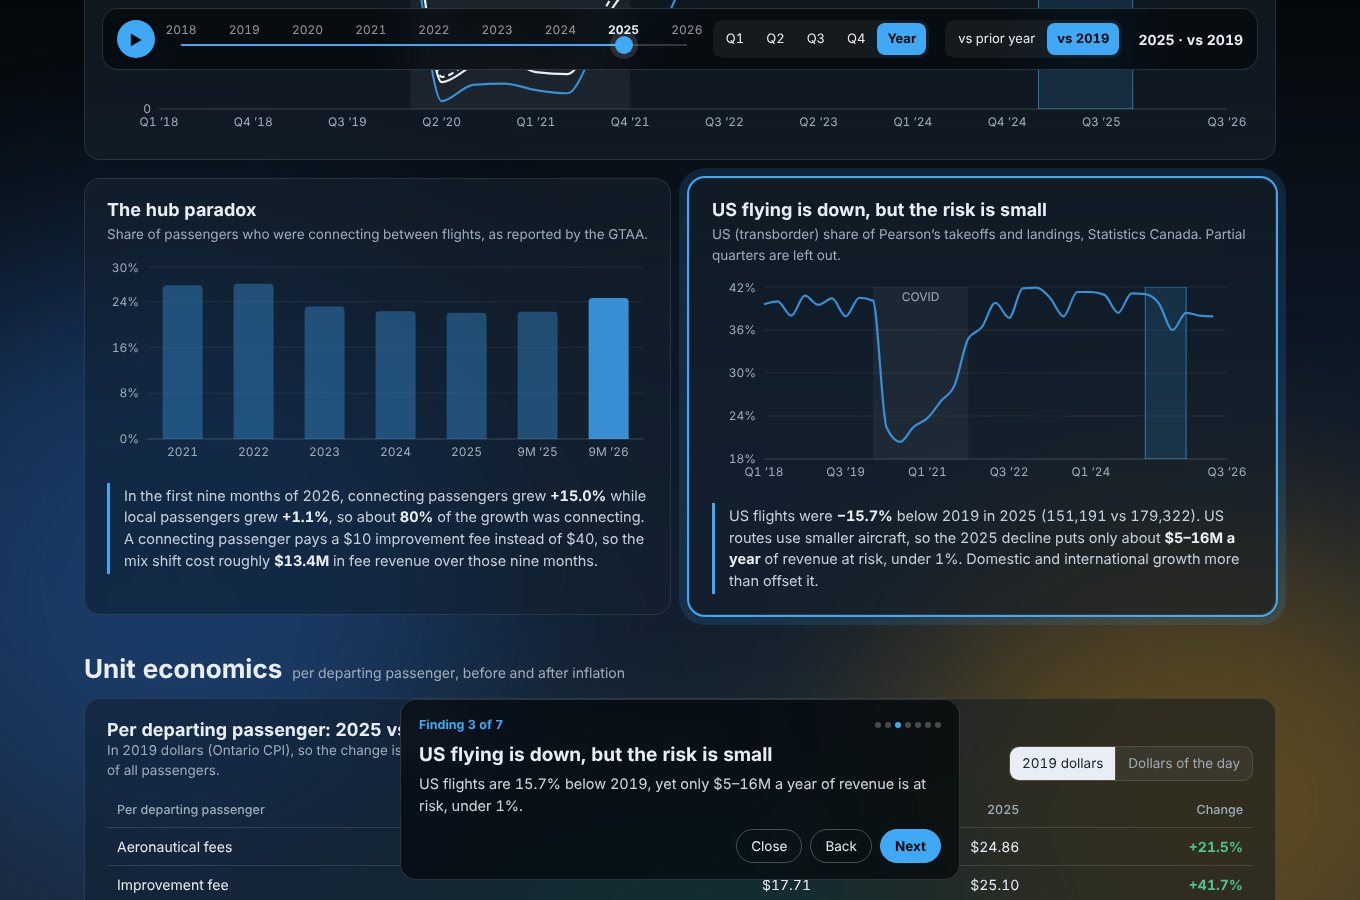 2018 2019 2020 2021 2022 2023 2024 2025 2026
Q1 Q2 Q3 Q4 Year
vs prior year vs 2019
2025 · vs 2019
0
Q1 ’18 Q4 ’18 Q3 ’19 Q2 ’20 Q1 ’21 Q4 ’21 Q3 ’22 Q2 ’23 Q1 ’24 Q4 ’24 Q3 ’25 Q3 ’26
The hub paradox
Share of passengers who were connecting between flights, as reported by the GTAA.
30%
24%
16%
8%
0%
2021 2022 2023 2024 2025 9M ’25 9M ’26
In the first nine months of 2026, connecting passengers grew +15.0% while
local passengers grew +1.1%, so about 80% of the growth was connecting.
A connecting passenger pays a $10 improvement fee instead of $40, so the
mix shift cost roughly $13.4M in fee revenue over those nine months.
US flying is down, but the risk is small
US (transborder) share of Pearson’s takeoffs and landings, Statistics Canada. Partial
quarters are left out.
42%
COVID
36%
30%
24%
18%
Q1 ’18 Q3 ’19 Q1 ’21 Q3 ’22 Q1 ’24 Q3 ’26
US flights were −15.7% below 2019 in 2025 (151,191 vs 179,322). US
routes use smaller aircraft, so the 2025 decline puts only about $5–16M a
year of revenue at risk, under 1%. Domestic and international growth more
than offset it.
Unit economics per departing passenger, before and after inflation
Per departing passenger: 2025 vs
In 2019 dollars (Ontario CPI), so the change is
of all passengers.
2019 dollars Dollars of the day
Per departing passenger 2025 Change
Aeronautical fees $24.86 +21.5%
Improvement fee $17.71 $25.10 +41.7%
Finding 3 of 7
US flying is down, but the risk is small
US flights are 15.7% below 2019, yet only $5–16M a year of revenue is at
risk, under 1%.
Close Back Next